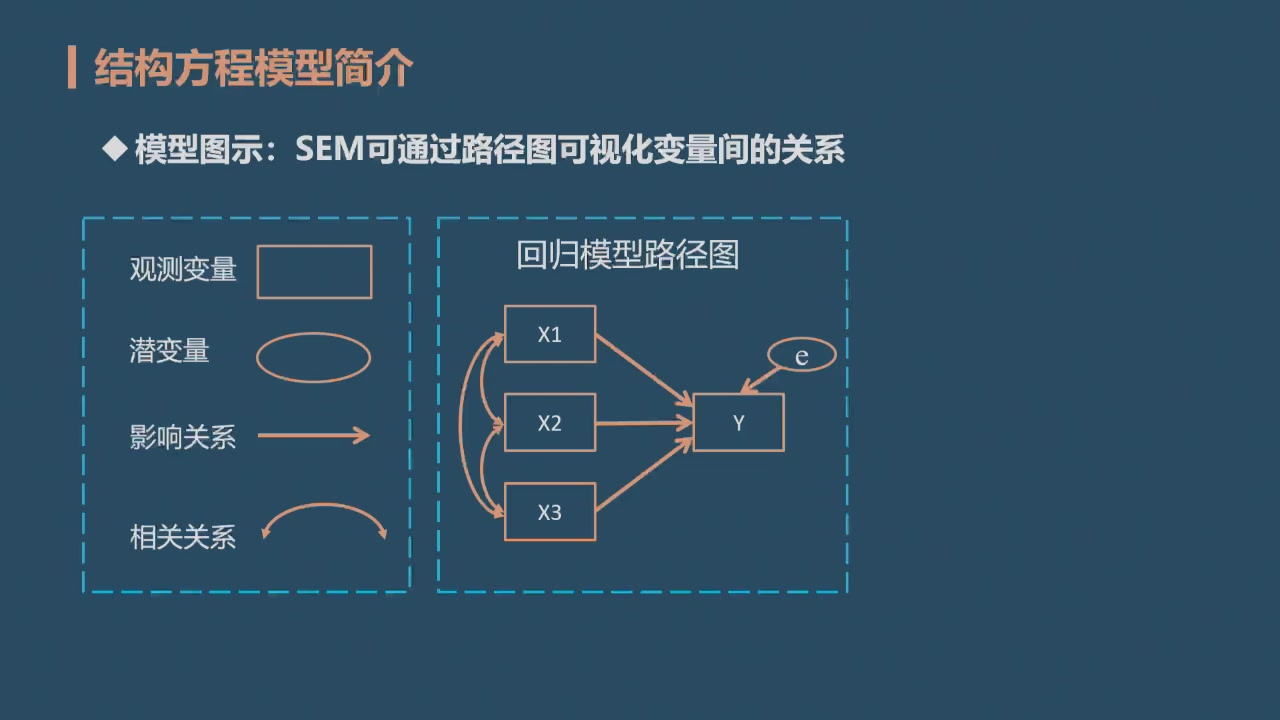 结构方程模型简介
◆模型图示：SEM可通过路径图可视化变量间的关系
观测变量
潜变量
影响关系
相关关系
回归模型路径图
X1
X2
X3
e
Y